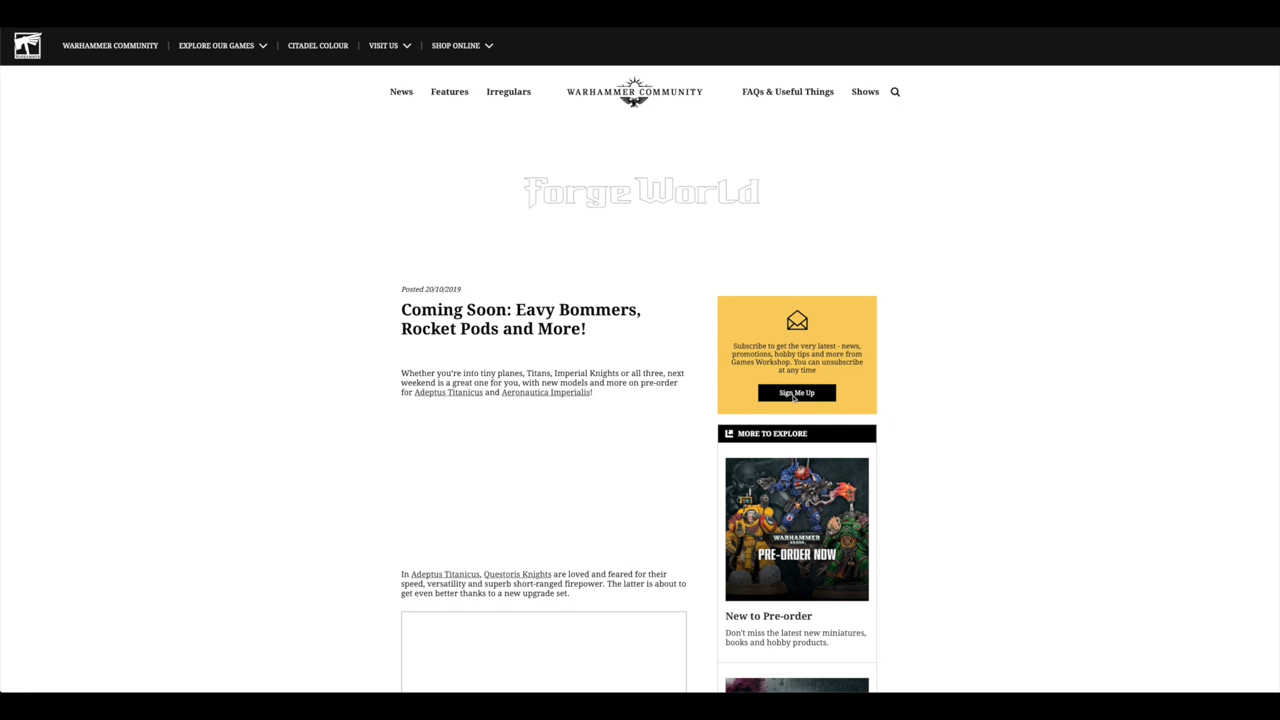 WARHAMMER COMMUNITY | EXPLORE OUR GAMES | CITADEL COLOUR | VISIT US | SHOP ONLINE
News Features Irregulars WARHAMMER COMMUNITY FAQs & Useful Things Shows
Forge World
Posted 20/10/2019
Coming Soon: Eavy Bommers,
Rocket Pods and More!
Whether you're into tiny planes, Titans, Imperial Knights or all three, next
weekend is a great one for you, with new models and more on pre-order
for Adeptus Titanicus and Aeronautica Imperialis!
In Adeptus Titanicus, Questoris Knights are loved and feared for their
speed, versatility and superb short-ranged firepower. The latter is about to
get even better thanks to a new upgrade set.
Subscribe to get the very latest - news,
promotions, hobby tips and more from
Games Workshop. You can unsubscribe
at any time
Sign Me Up
MORE TO EXPLORE
WARHAMMER
40,000
PRE-ORDER NOW
New to Pre-order
Don't miss the latest new miniatures,
books and hobby products.